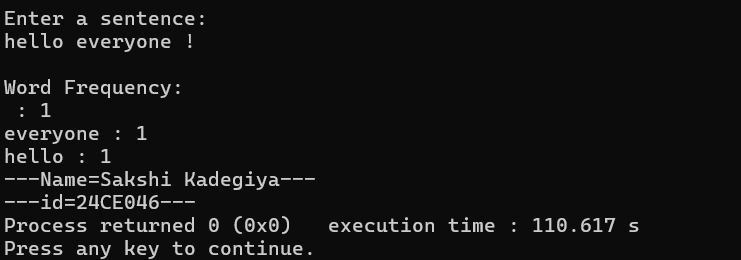 Enter a sentence:
hello everyone !

Word Frequency:
 : 1
everyone : 1
hello : 1
---Name=Sakshi Kadegiya---
---id=24CE046---
Process returned 0 (0x0)   execution time : 110.617 s
Press any key to continue.